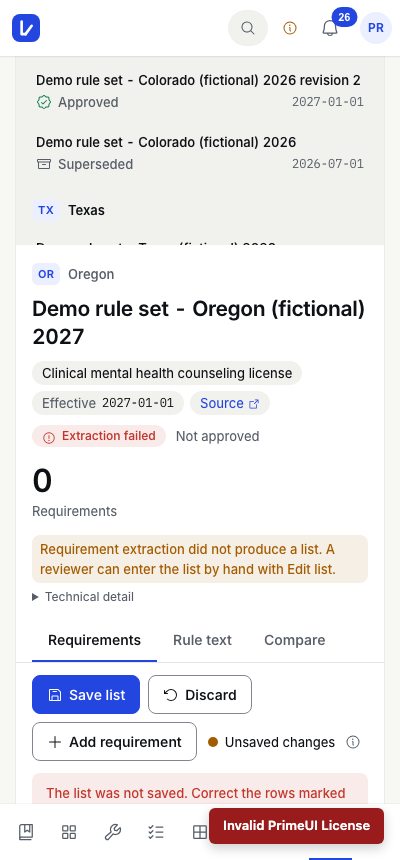 26
PR
Demo rule set - Colorado (fictional) 2026 revision 2
Approved 2027-01-01
Demo rule set - Colorado (fictional) 2026
Superseded 2026-07-01
TX Texas
OR Oregon
Demo rule set - Oregon (fictional)
2027
Clinical mental health counseling license
Effective 2027-01-01 Source
Extraction failed Not approved
0
Requirements
Requirement extraction did not produce a list. A
reviewer can enter the list by hand with Edit list.
Technical detail
Requirements Rule text Compare
Save list Discard
Add requirement Unsaved changes
The list was not saved. Correct the rows marked
Invalid PrimeUI License